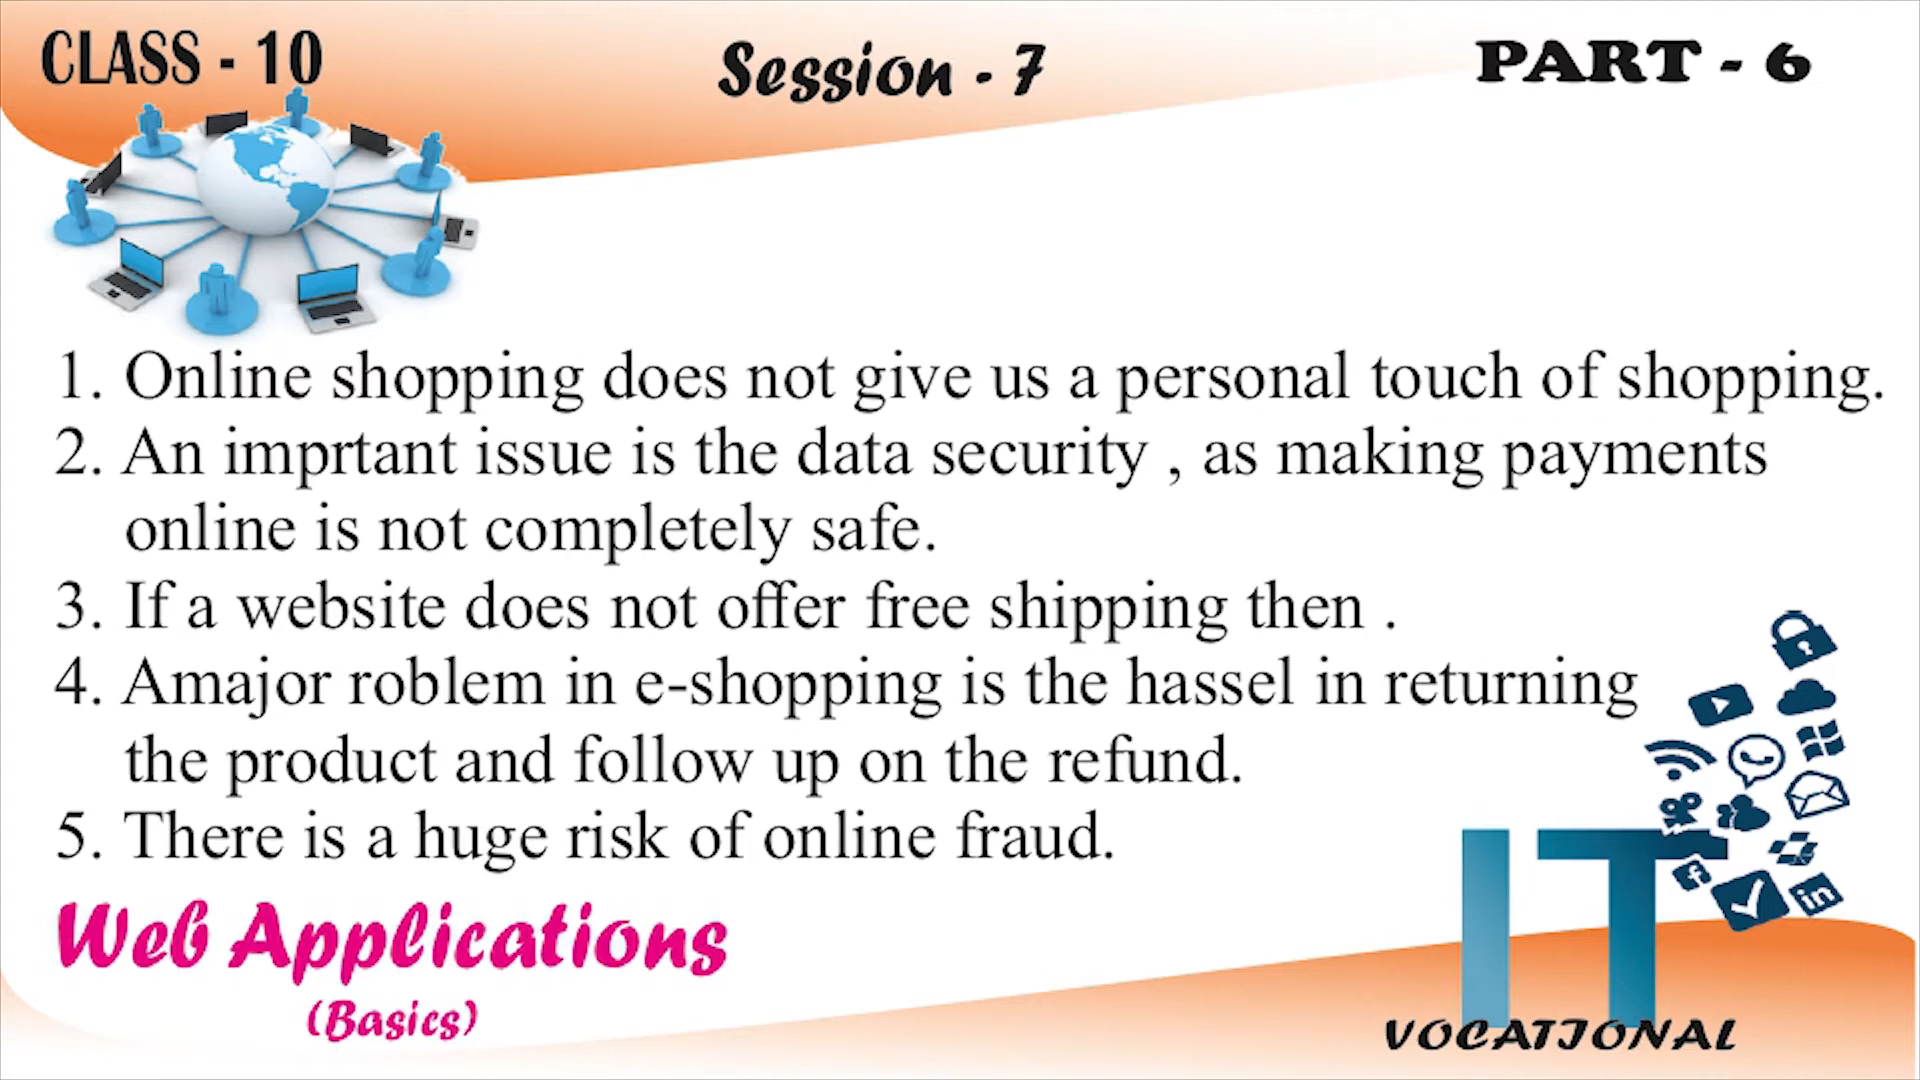 CLASS - 10
Session - 7
PART - 6
1. Online shopping does not give us a personal touch of shopping.
2. An imprtant issue is the data security , as making payments
online is not completely safe.
3. If a website does not offer free shipping then .
4. Amajor roblem in e-shopping is the hassel in returning
the product and follow up on the refund.
5. There is a huge risk of online fraud.
Web Applications
(Basics)
f
in
IT
VOCATIONAL